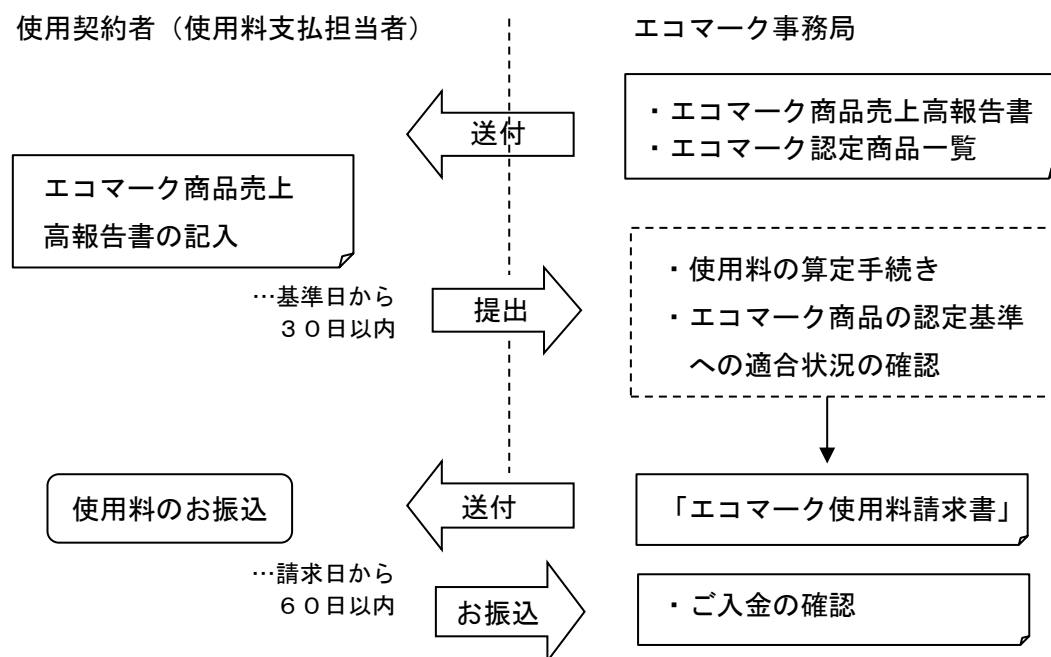 使用契約者（使用料支払担当者）
エコマーク事務局
送付
・エコマーク商品売上高報告書
・エコマーク認定商品一覧
エコマーク商品売上
高報告書の記入
…基準日から
３０日以内
提出
・使用料の算定手続き
・エコマーク商品の認定基準
への適合状況の確認
使用料のお振込
送付
「エコマーク使用料請求書」
…請求日から
６０日以内
お振込
・ご入金の確認